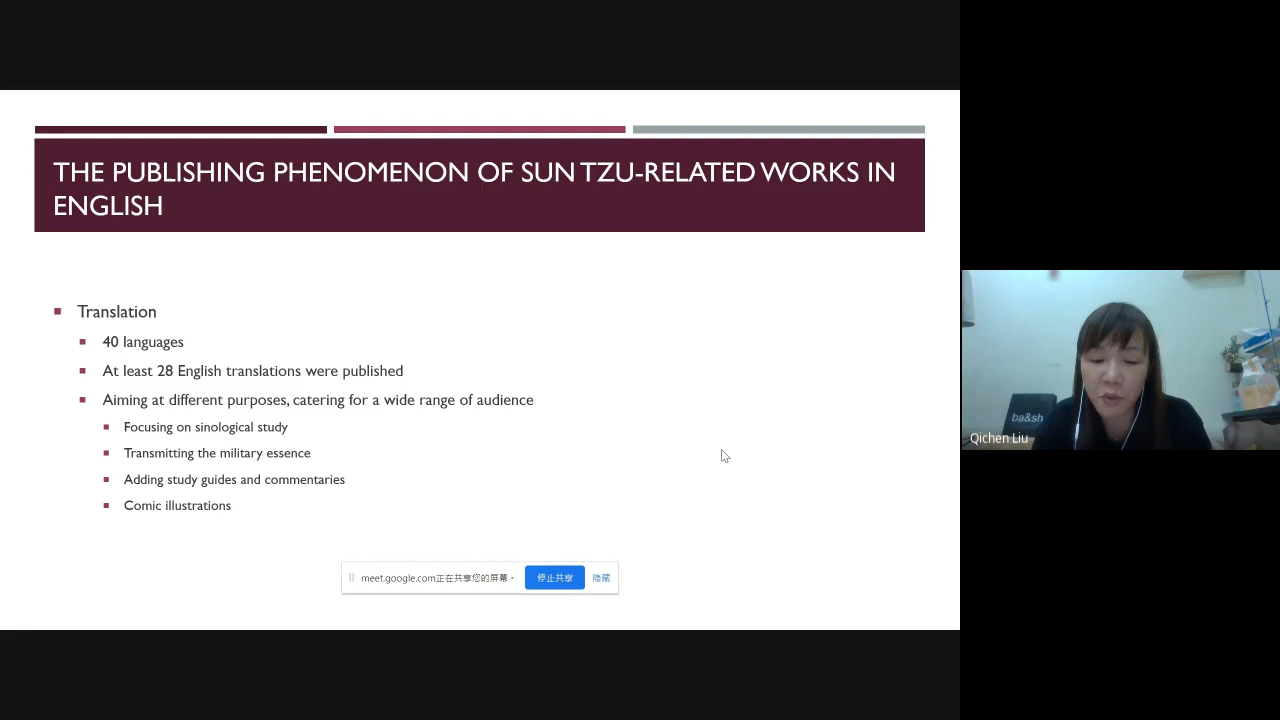 THE PUBLISHING PHENOMENON OF SUN TZU-RELATED WORKS IN
ENGLISH
Translation
40 languages
At least 28 English translations were published
Aiming at different purposes, catering for a wide range of audience
Focusing on sinological study
Transmitting the military essence
Adding study guides and commentaries
Comic illustrations
meet.google.com正在共享您的屏幕。
停止共享
隐藏
ba&sh
Qichen Liu